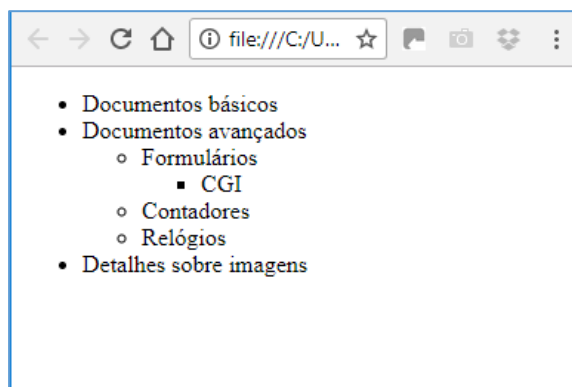 file:///C:/U...
Documentos básicos
Documentos avançados
Formulários
CGI
Contadores
Relógios
Detalhes sobre imagens